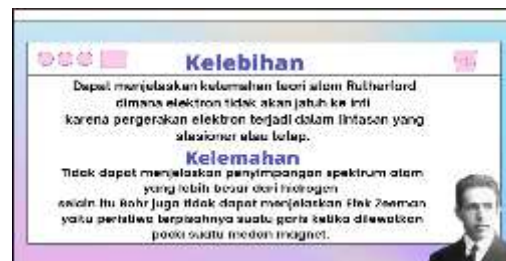 Kelebihan
Dapat menjelaskan kelemahan teori atom Rutherford
dimana elektron tidak akan jatuh ke inti
karena pergerakan elektron terjadi dalam lintasan yang
stasioner atau tetap.
Kelemahan
Tidak dapat menjelaskan penyimpangan spektrum atom
yang lebih besar dari hidrogen
selain itu Bohr juga tidak dapat menjelaskan Efek Zeeman
yaitu peristiwa terpisahnya suatu garis ketika dilewatkan
pada suatu medan magnet.